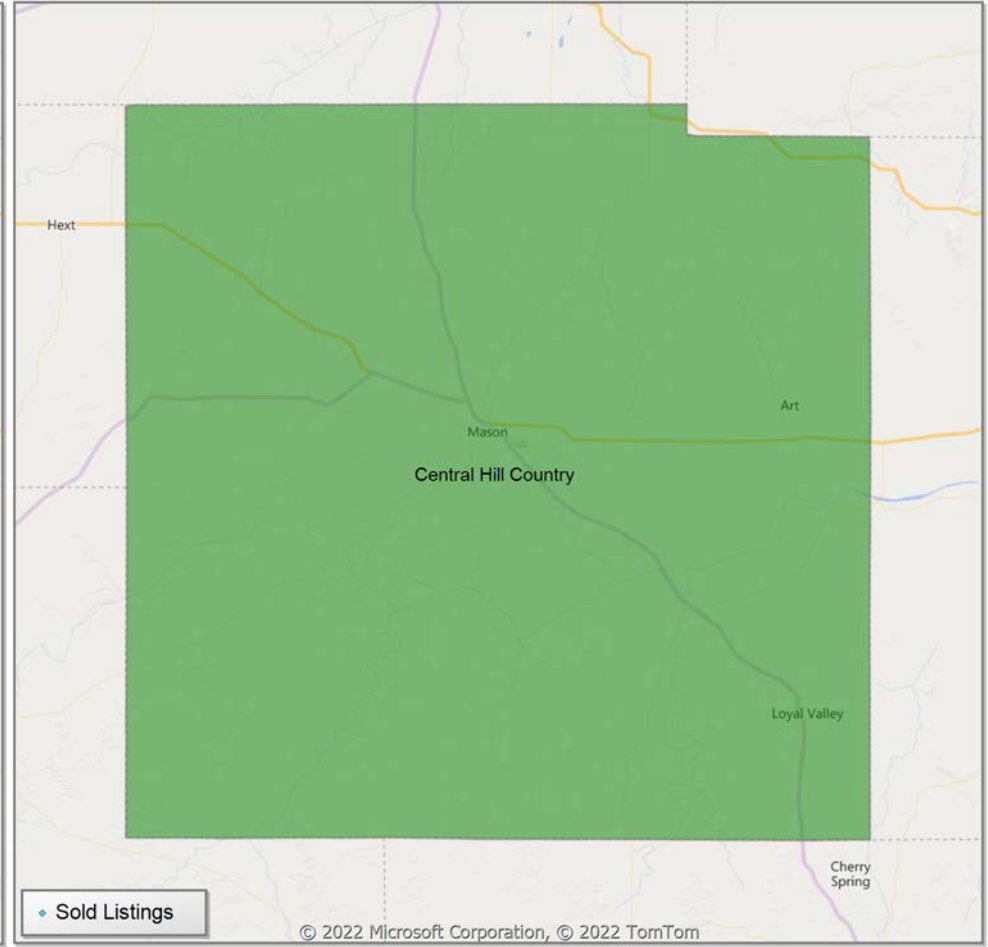 Hext
Art
Mason
Central Hill Country
Loyal Valley
Cherry
Spring
Sold Listings
© 2022 Microsoft Corporation, © 2022 TomTom